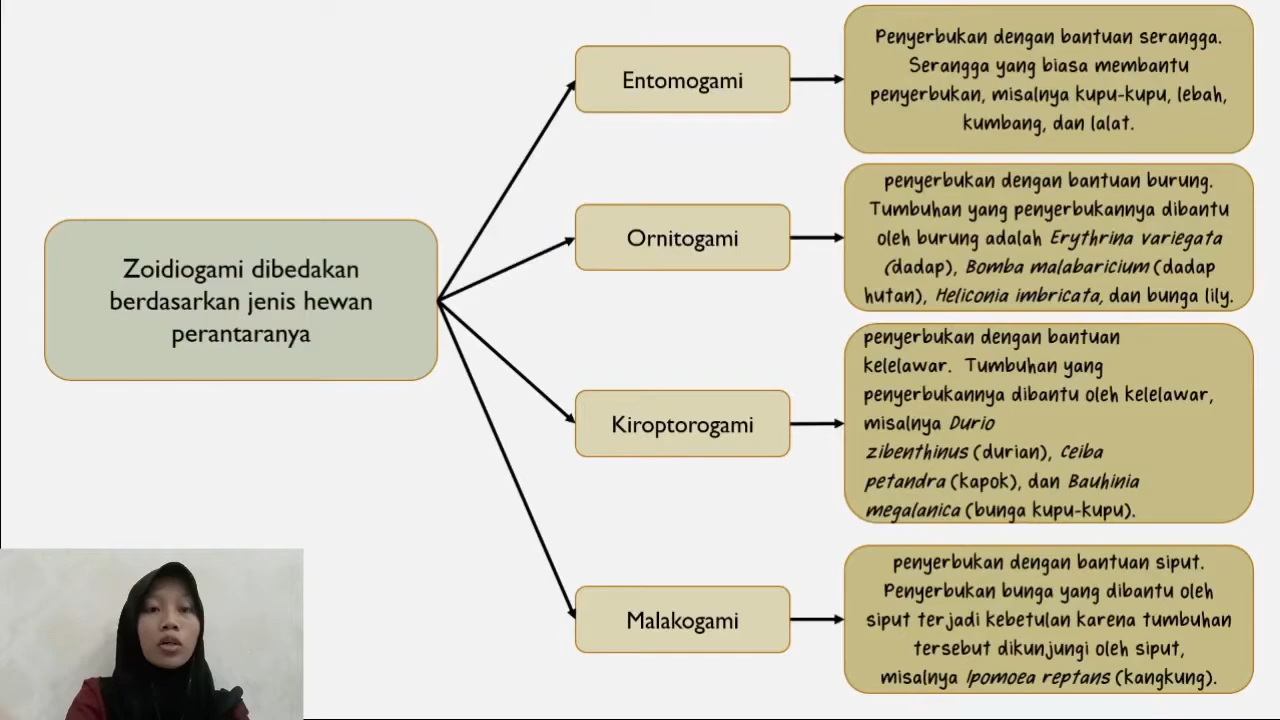 Zoidiogami dibedakan
berdasarkan jenis hewan
perantaranya
Entomogami
Penyerbukan dengan bantuan serangga.
Serangga yang biasa membantu
penyerbukan, misalnya kupu-kupu, lebah,
kumbang, dan lalat.
Ornitogami
penyerbukan dengan bantuan burung.
Tumbuhan yang penyerbukannya dibantu
oleh burung adalah Erythrina variegata
(dadap), Bomba malabaricium (dadap
hutan), Heliconia imbricata, dan bunga lily.
Kiroptorogami
penyerbukan dengan bantuan
kelelawar. Tumbuhan yang
penyerbukannya dibantu oleh kelelawar,
misalnya Durio
zibenthinus (durian), Ceiba
petandra (kapok), dan Bauhinia
megalanica (bunga kupu-kupu).
Malakogami
penyerbukan dengan bantuan siput.
Penyerbukan bunga yang dibantu oleh
siput terjadi kebetulan karena tumbuhan
tersebut dikunjungi oleh siput,
misalnya Ipomoea reptans (kangkung).